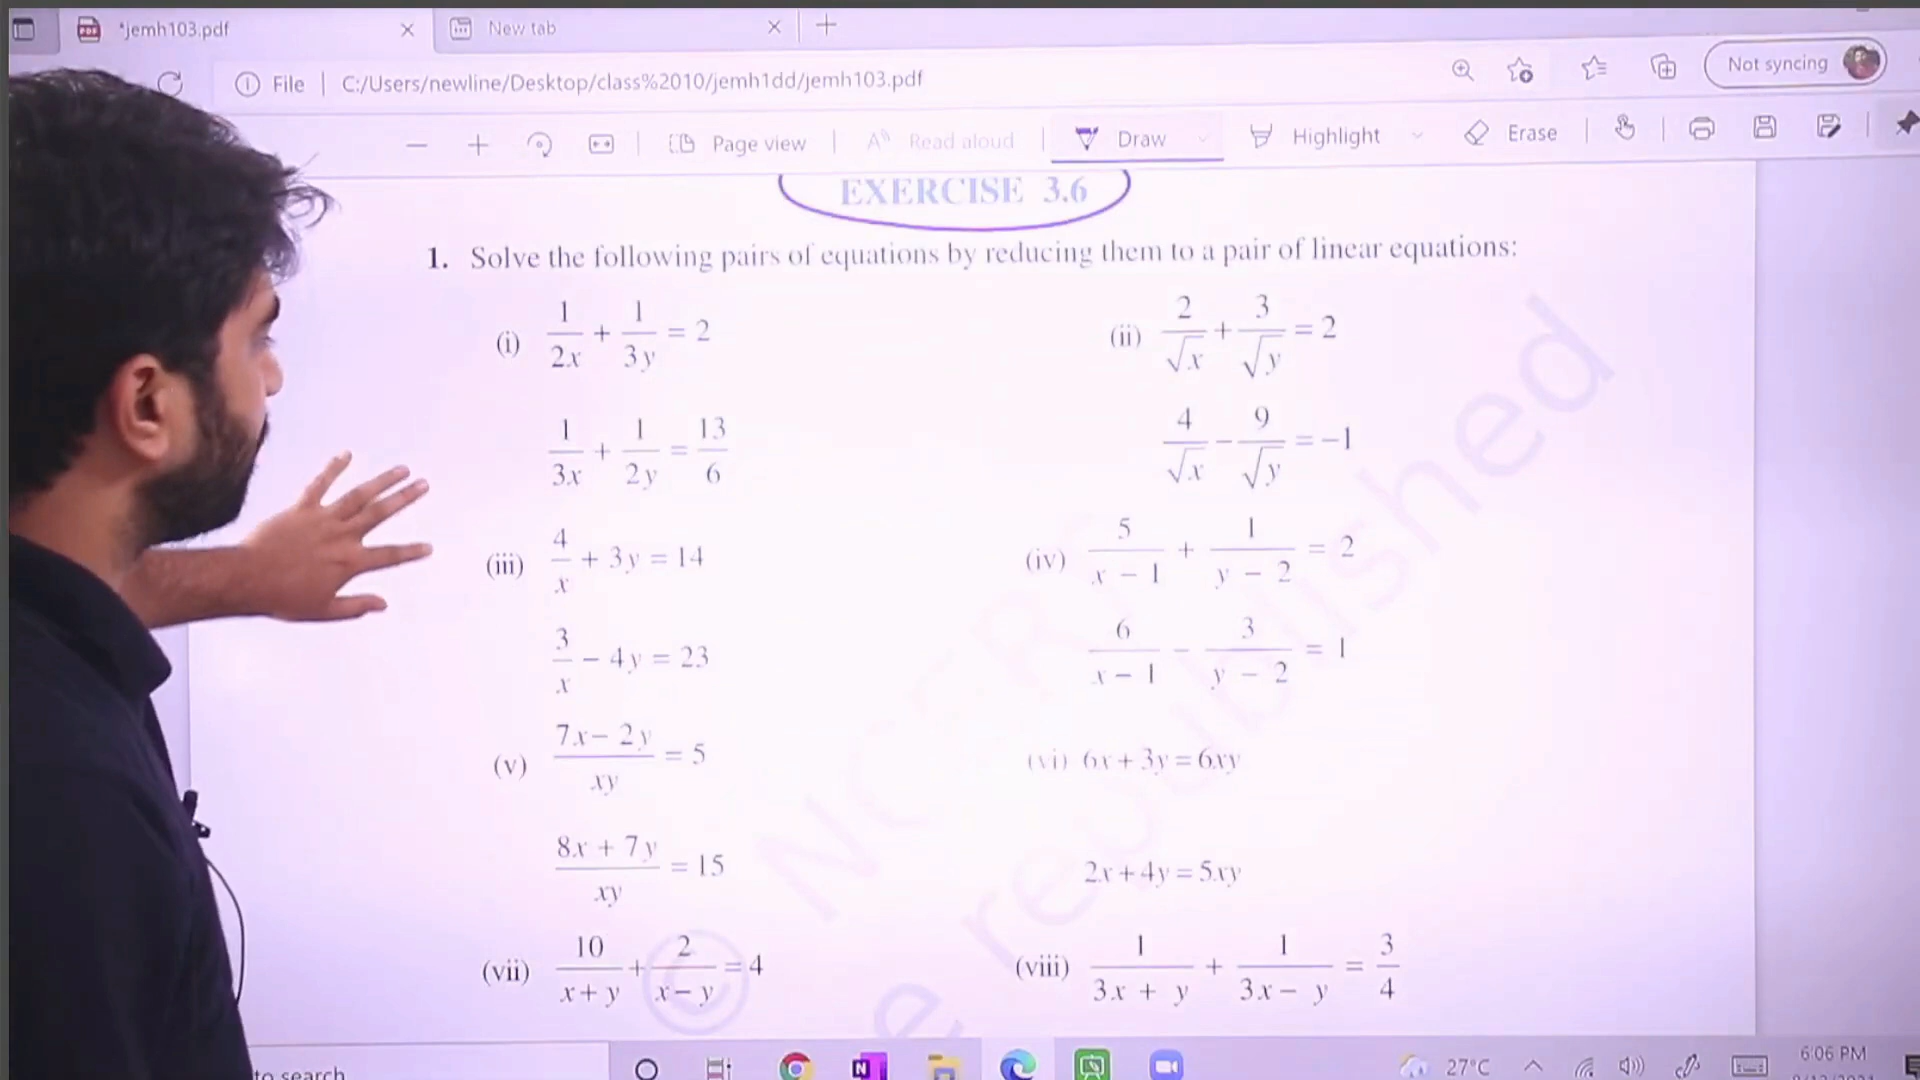 *jemh103.pdf
New tab
File | C:/Users/newline/Desktop/class%2010/jemh1dd/jemh103.pdf
Not syncing
Page view
Read aloud
Draw
Highlight
Erase
EXERCISE 3.6
1. Solve the following pairs of equations by reducing them to a pair of linear equations:
(i) 1/2x + 1/3y = 2
(ii) 2/√x + 3/√y = 2
1/3x + 1/2y = 13/6
4/√x − 9/√y = −1
(iii) 4/x + 3y = 14
(iv) 5/(x − 1) + 1/(y − 2) = 2
3/x − 4y = 23
6/(x − 1) − 3/(y − 2) = 1
(v) (7x − 2y)/xy = 5
(vi) 6x + 3y = 6xy
(8x + 7y)/xy = 15
2x + 4y = 5xy
(vii) 10/(x + y) + 2/(x − y) = 4
(viii) 1/(3x + y) + 1/(3x − y) = 3/4
to search
27°C
6:06 PM